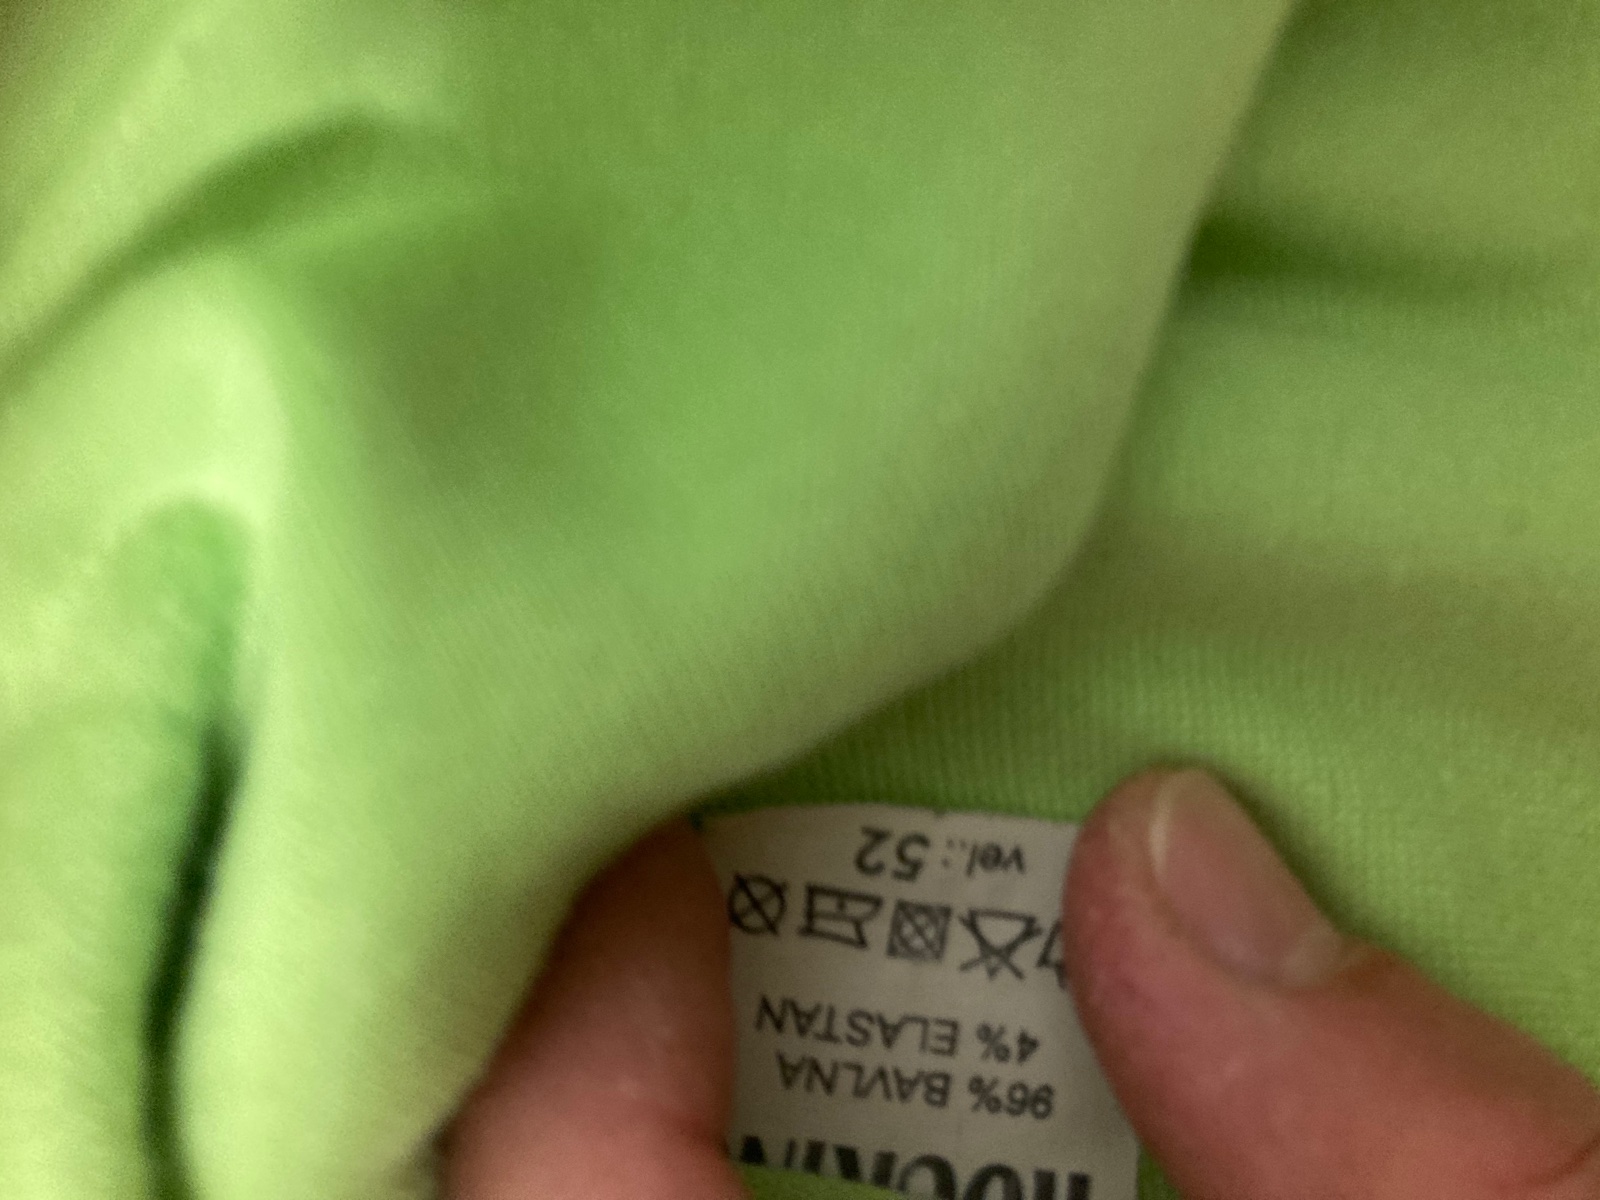 96% BAVLNA
4% ELASTAN
vel.: 52